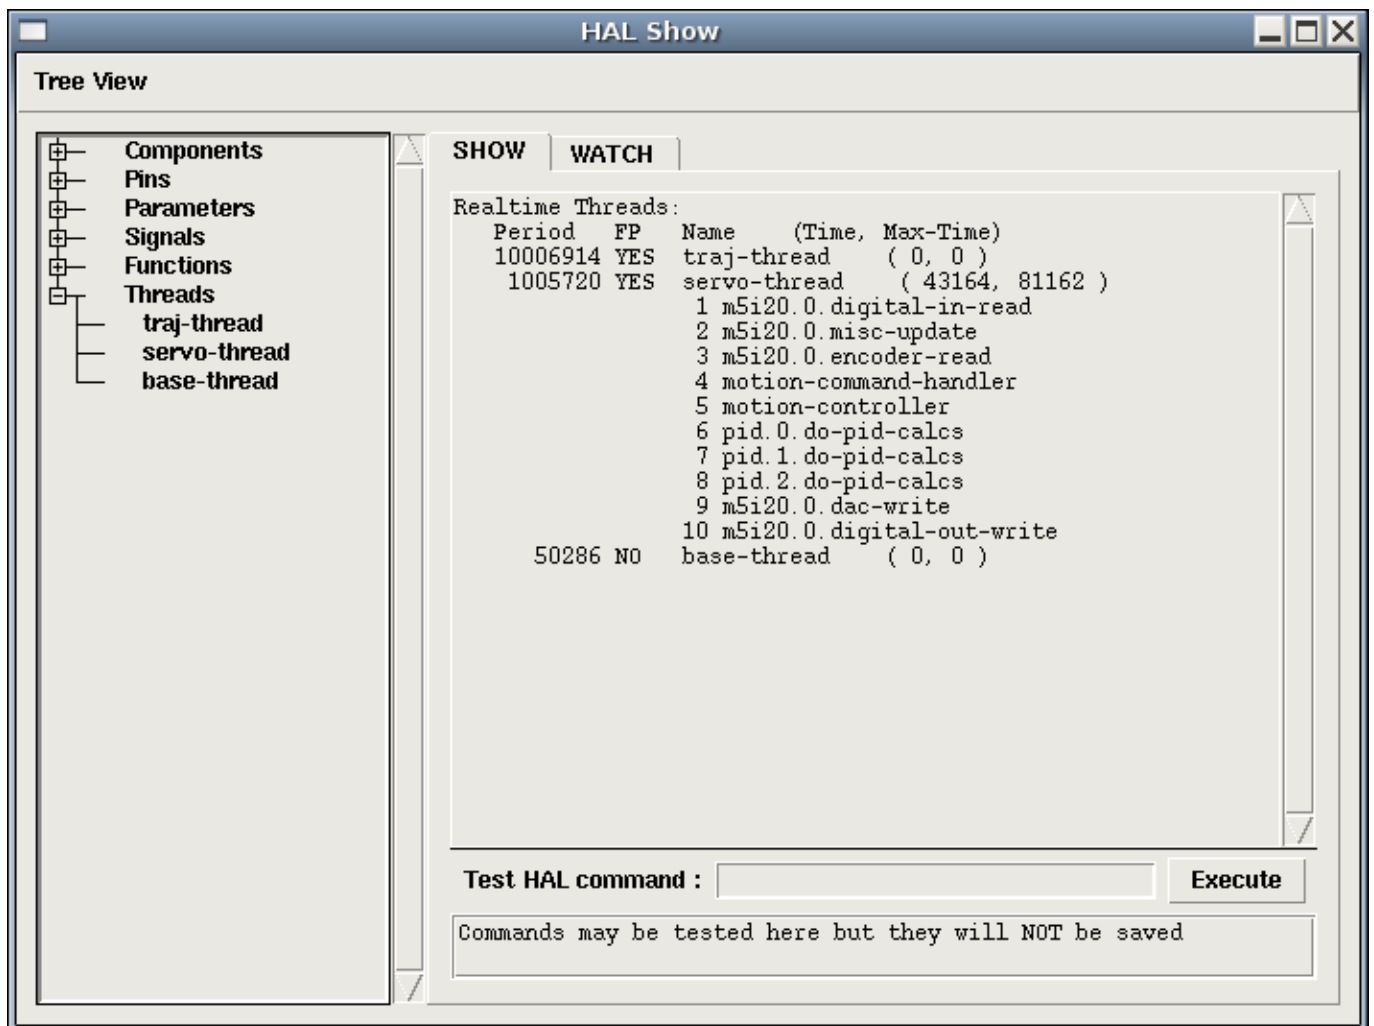 HAL Show
Tree View
Components
Pins
Parameters
Signals
Functions
Threads
traj-thread
servo-thread
base-thread
SHOW WATCH
Realtime Threads:
Period FP Name (Time, Max-Time)
10006914 YES traj-thread ( 0, 0 )
1005720 YES servo-thread ( 43164, 81162 )
1 m5i20.0.digital-in-read
2 m5i20.0.misc-update
3 m5i20.0.encoder-read
4 motion-command-handler
5 motion-controller
6 pid.0.do-pid-calcs
7 pid.1.do-pid-calcs
8 pid.2.do-pid-calcs
9 m5i20.0.dac-write
10 m5i20.0.digital-out-write
50286 NO base-thread ( 0, 0 )
Test HAL command : Execute
Commands may be tested here but they will NOT be saved